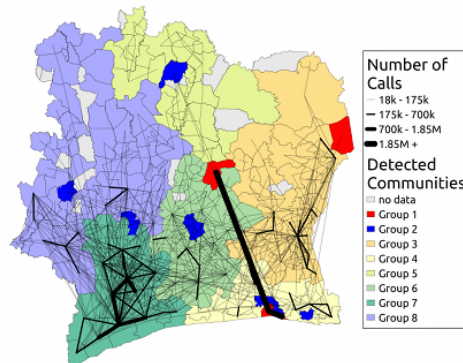 Number of
Calls
18k - 175k
175k - 700k
700k - 1.85M
1.85M +
Detected
Communities
no data
Group 1
Group 2
Group 3
Group 4
Group 5
Group 6
Group 7
Group 8